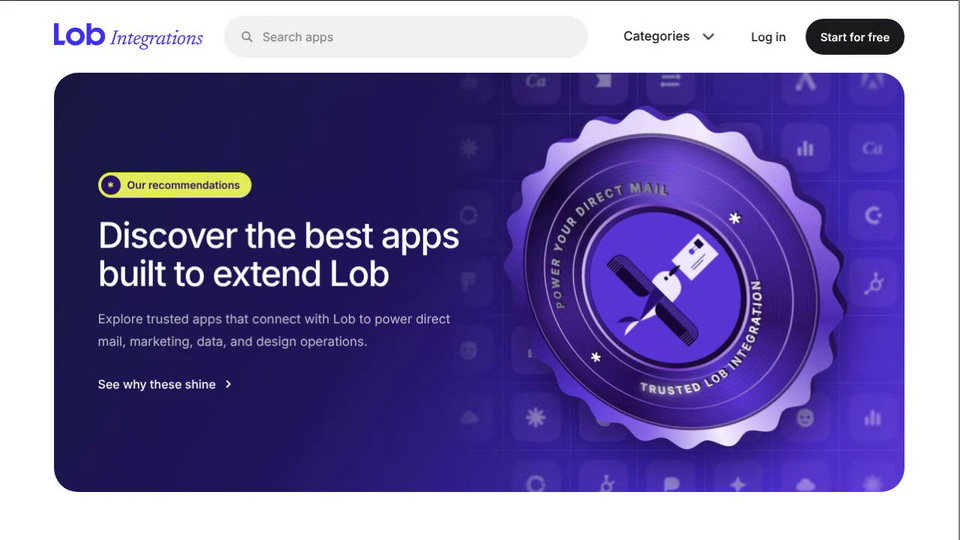 Lob Integrations
Search apps
Categories
Log in
Start for free
Our recommendations
Discover the best apps
built to extend Lob
Explore trusted apps that connect with Lob to power direct
mail, marketing, data, and design operations.
See why these shine
POWER YOUR DIRECT MAIL
TRUSTED LOB INTEGRATION
Ca
Ca